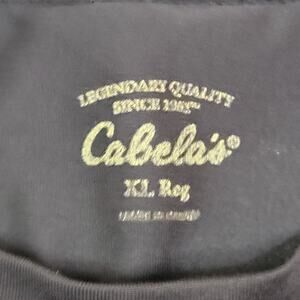 LEGENDARY QUALITY
SINCE 1961™
Cabela's®
XL Reg